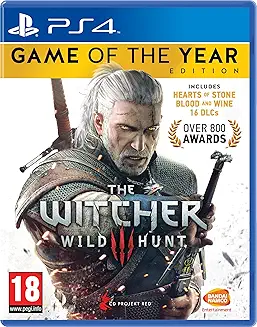 PS4
GAME OF THE YEAR
EDITION
INCLUDES
HEARTS OF STONE
BLOOD AND WINE
16 DLCs
OVER 800
AWARDS
THE
WITCHER
III
WILD HUNT
18
www.pegi.info
CD PROJEKT RED
BANDAI
NAMCO
Entertainment